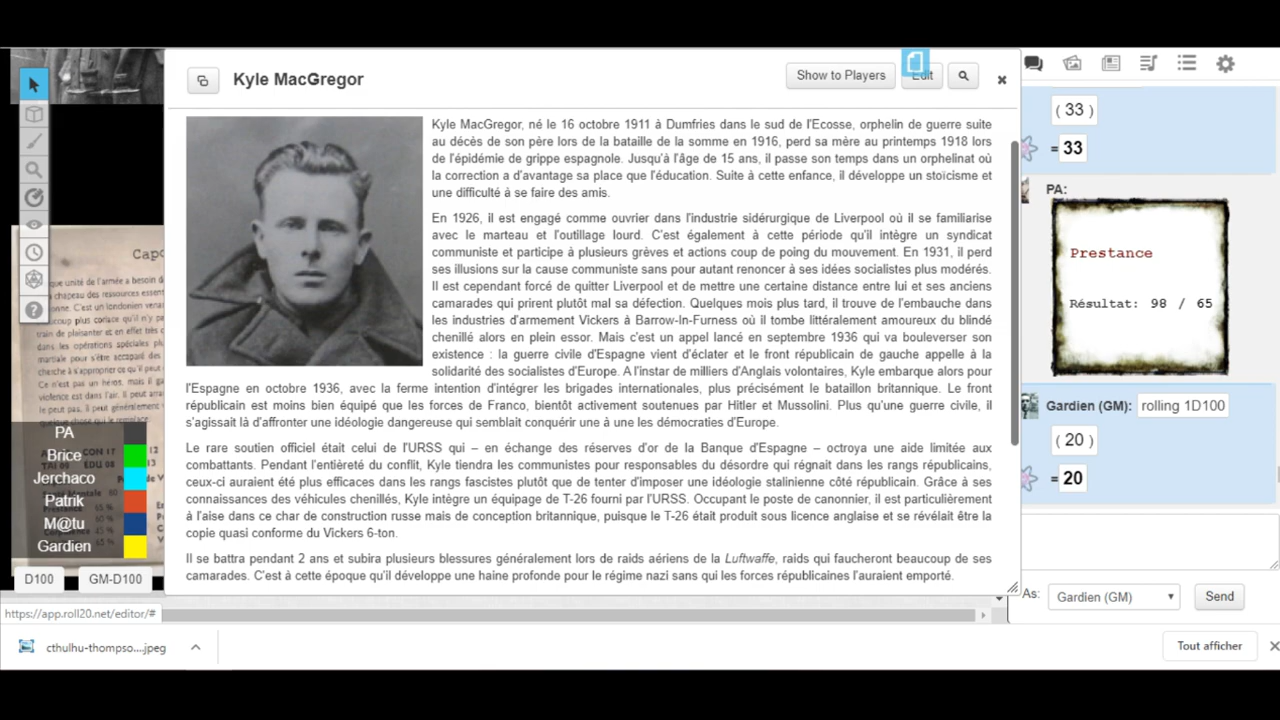 Kyle MacGregor
Show to Players
Edit
Kyle MacGregor, né le 16 octobre 1911 à Dumfries dans le sud de l'Ecosse, orphelin de guerre suite
au décès de son père lors de la bataille de la somme en 1916, perd sa mère au printemps 1918 lors
de l'épidémie de grippe espagnole. Jusqu'à l'âge de 15 ans, il passe son temps dans un orphelinat où
la correction a d'avantage sa place que l'éducation. Suite à cette enfance, il développe un stoïcisme et
une difficulté à se faire des amis.
En 1926, il est engagé comme ouvrier dans l'industrie sidérurgique de Liverpool où il se familiarise
avec le marteau et l'outillage lourd. C'est également à cette période qu'il intègre un syndicat
communiste et participe à plusieurs grèves et actions coup de poing du mouvement. En 1931, il perd
ses illusions sur la cause communiste sans pour autant renoncer à ses idées socialistes plus modérés.
Il est cependant forcé de quitter Liverpool et de mettre une certaine distance entre lui et ses anciens
camarades qui prirent plutôt mal sa défection. Quelques mois plus tard, il trouve de l'embauche dans
les industries d'armement Vickers à Barrow-In-Furness où il tombe littéralement amoureux du blindé
chenillé alors en plein essor. Mais c'est un appel lancé en septembre 1936 qui va bouleverser son
existence : la guerre civile d'Espagne vient d'éclater et le front républicain de gauche appelle à la
solidarité des socialistes d'Europe. A l'instar de milliers d'Anglais volontaires, Kyle embarque alors pour
l'Espagne en octobre 1936, avec la ferme intention d'intégrer les brigades internationales, plus précisément le bataillon britannique. Le front
républicain est moins bien équipé que les forces de Franco, bientôt activement soutenues par Hitler et Mussolini. Plus qu'une guerre civile, il
s'agissait là d'affronter une idéologie dangereuse qui semblait conquérir une à une les démocraties d'Europe.
Le rare soutien officiel était celui de l'URSS qui – en échange des réserves d'or de la Banque d'Espagne – octroya une aide limitée aux
combattants. Pendant l'entièreté du conflit, Kyle tiendra les communistes pour responsables du désordre qui régnait dans les rangs républicains,
ceux-ci auraient été plus efficaces dans les rangs fascistes plutôt que de tenter d'imposer une idéologie stalinienne côté républicain. Grâce à ses
connaissances des véhicules chenillés, Kyle intègre un équipage de T-26 fourni par l'URSS. Occupant le poste de canonnier, il est particulièrement
à l'aise dans ce char de construction russe mais de conception britannique, puisque le T-26 était produit sous licence anglaise et se révélait être la
copie quasi conforme du Vickers 6-ton.
Il se battra pendant 2 ans et subira plusieurs blessures généralement lors de raids aériens de la Luftwaffe, raids qui faucheront beaucoup de ses
camarades. C'est à cette époque qu'il développe une haine profonde pour le régime nazi sans qui les forces républicaines l'auraient emporté.
Capo
PA
Brice
Jerchaco
Patrik
M@tu
Gardien
D100
GM-D100
https://app.roll20.net/editor/#
cthulhu-thompso....jpeg
( 33 )
= 33
PA:
Prestance
Résultat: 98 / 65
Gardien (GM): rolling 1D100
( 20 )
= 20
As: Gardien (GM)
Send
Tout afficher